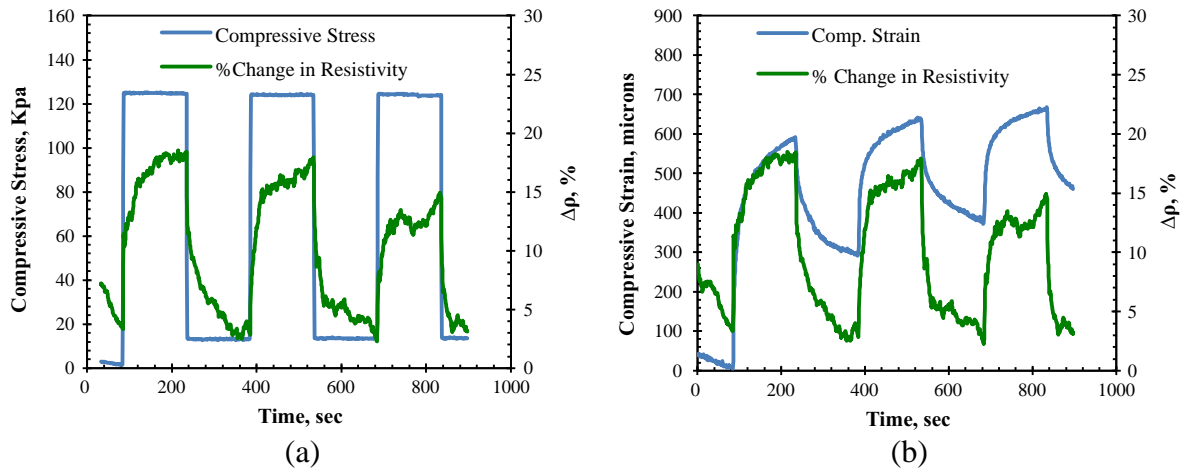 160
140
120
100
80
60
40
20
0
Compressive Stress, Kpa
Compressive Stress
%Change in Resistivity
30
25
20
15
10
5
0
Δρ, %
0 200 400 600 800 1000
Time, sec
(a)
900
800
700
600
500
400
300
200
100
0
Compressive Strain, microns
Comp. Strain
% Change in Resistivity
30
25
20
15
10
5
0
Δρ, %
0 200 400 600 800 1000
Time, sec
(b)